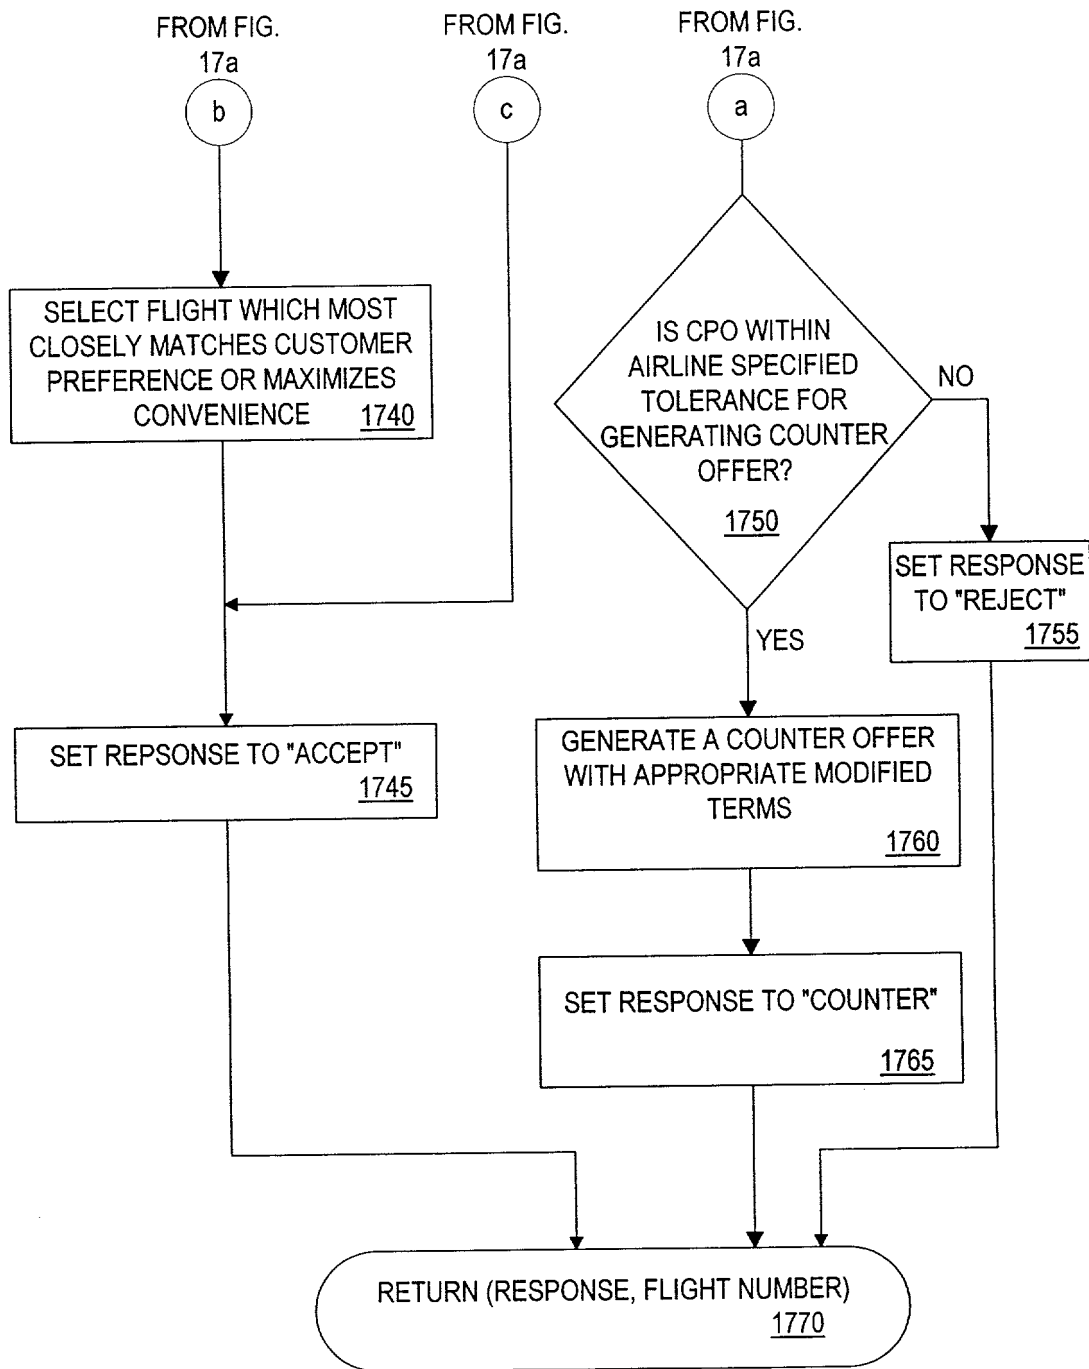 FROM FIG.
17a
b
FROM FIG.
17a
c
FROM FIG.
17a
a
SELECT FLIGHT WHICH MOST
CLOSELY MATCHES CUSTOMER
PREFERENCE OR MAXIMIZES
CONVENIENCE 1740
IS CPO WITHIN
AIRLINE SPECIFIED
TOLERANCE FOR
GENERATING COUNTER
OFFER?
1750
NO
YES
SET RESPONSE
TO "REJECT"
1755
SET REPSONSE TO "ACCEPT"
1745
GENERATE A COUNTER OFFER
WITH APPROPRIATE MODIFIED
TERMS
1760
SET RESPONSE TO "COUNTER"
1765
RETURN (RESPONSE, FLIGHT NUMBER)
1770